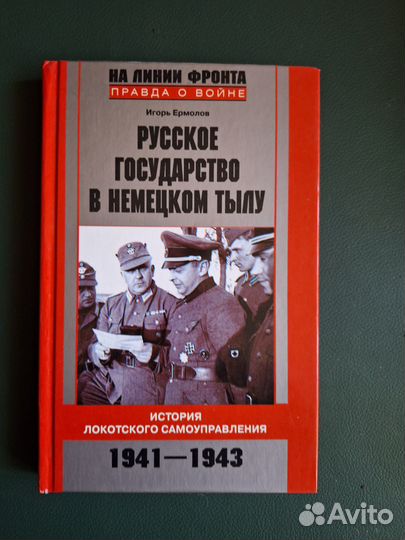 НА ЛИНИИ ФРОНТА
ПРАВДА О ВОЙНЕ
Игорь Ермолов
РУССКОЕ
ГОСУДАРСТВО
В НЕМЕЦКОМ ТЫЛУ
ИСТОРИЯ
ЛОКОТСКОГО САМОУПРАВЛЕНИЯ
1941—1943
Avito